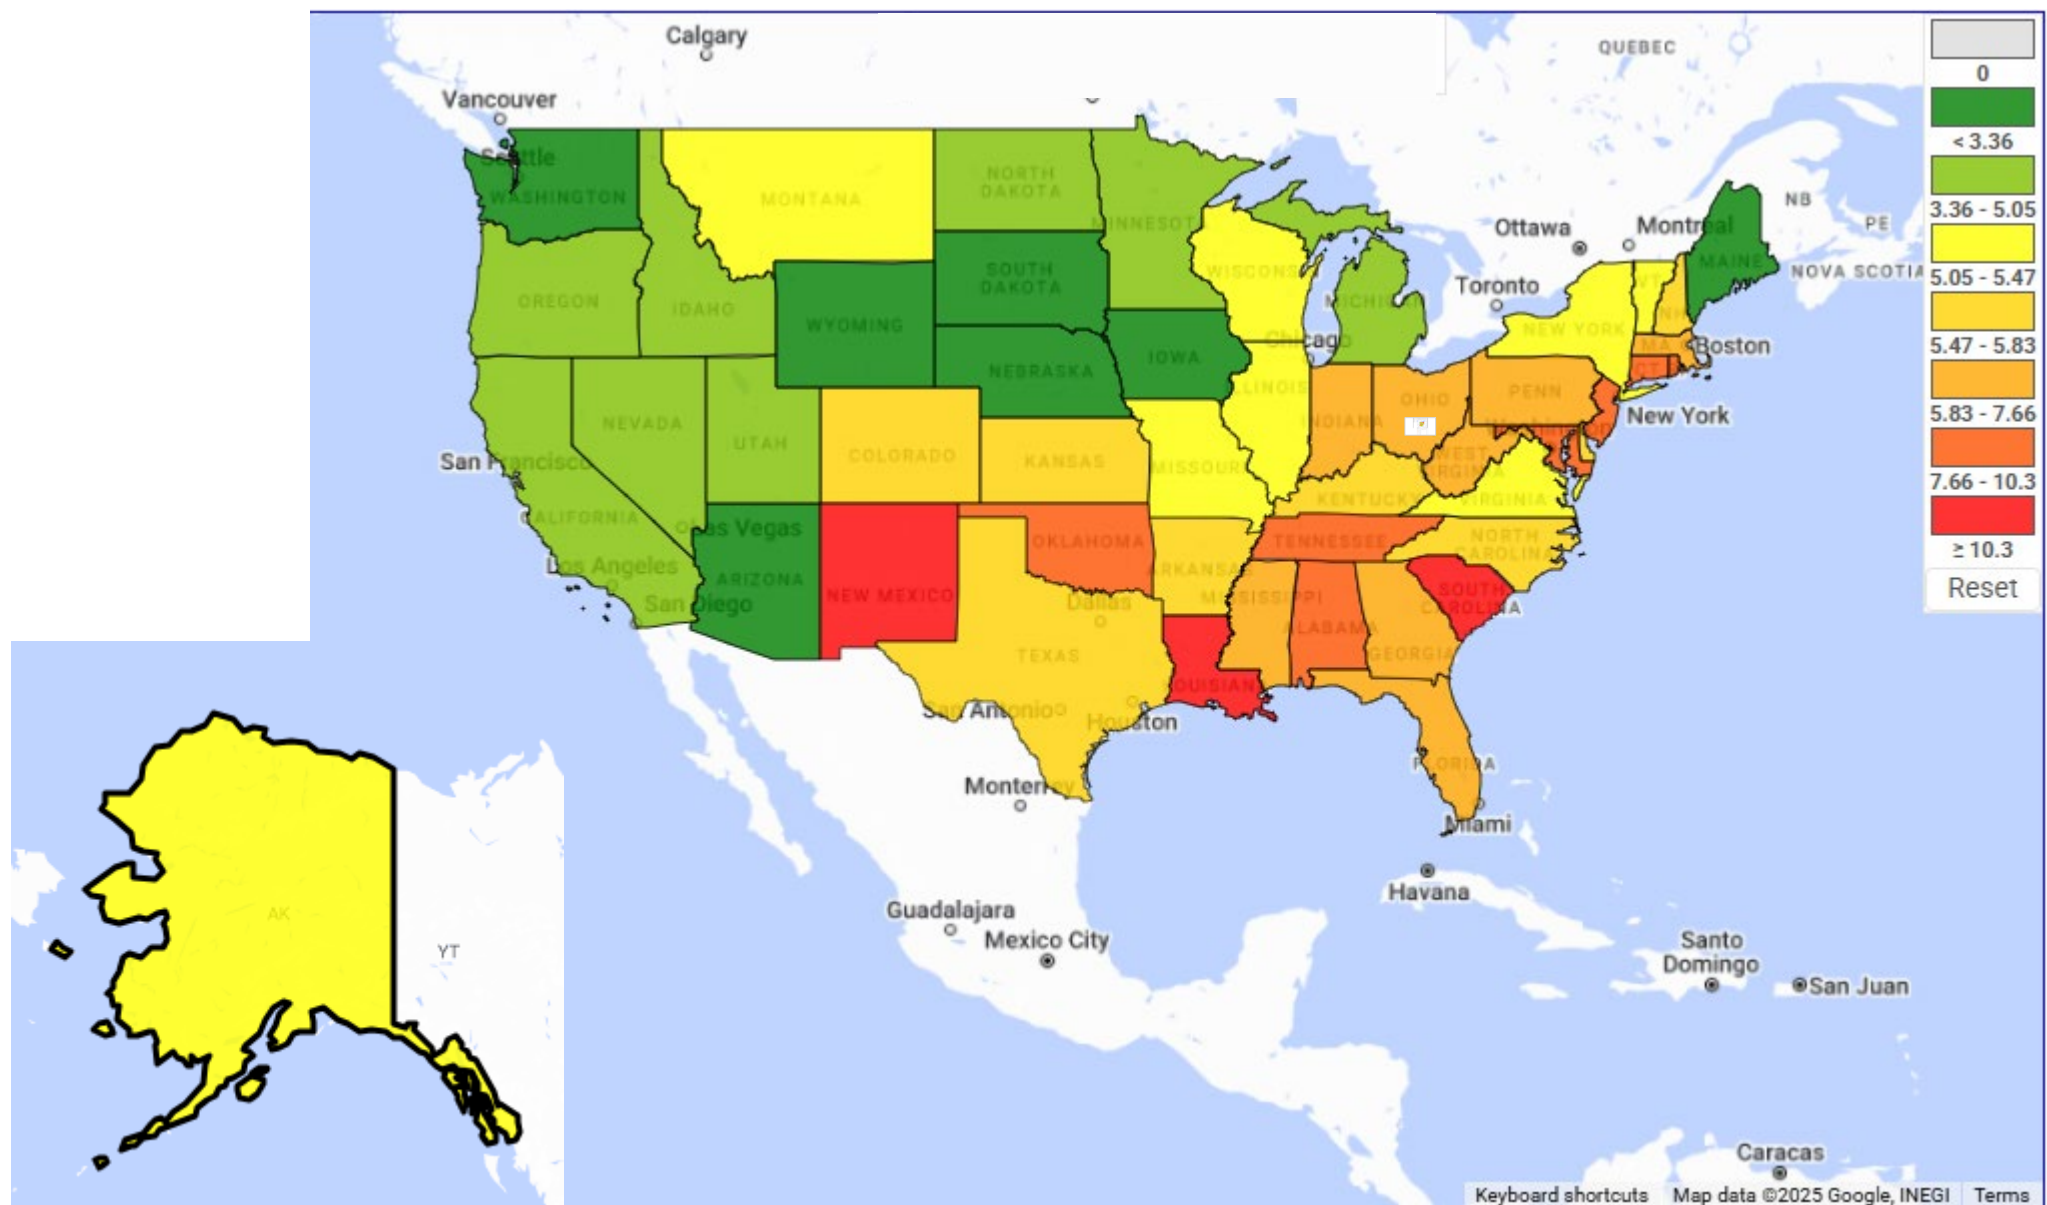 Calgary
QUEBEC
0
Vancouver
< 3.36
Seattle
WASHINGTON
MONTANA
NORTH
DAKOTA
MINNESOT
NB
3.36 - 5.05
Ottawa
Montreal
PE
MAINE
NOVA SCOTIA
WISCONS
SOUTH
DAKOTA
5.05 - 5.47
Toronto
VT
OREGON
IDAHO
MICHIGAN
NH
WYOMING
NEW YORK
Chicago
MA
Boston
5.47 - 5.83
IOWA
NEBRASKA
CT
ILLINOIS
PENN
OHIO
New York
5.83 - 7.66
NEVADA
INDIANA
Washington
UTAH
COLORADO
KANSAS
MISSOURI
WEST
VIRGINIA
San Francisco
7.66 - 10.3
KENTUCKY
VIRGINIA
CALIFORNIA
Las Vegas
OKLAHOMA
TENNESSEE
NORTH
CAROLINA
≥ 10.3
Los Angeles
ARIZONA
ARKANSAS
Reset
San Diego
NEW MEXICO
Dallas
MISSISSIPPI
SOUTH
CAROLINA
ALABAMA
TEXAS
GEORGIA
OUISIAN
San Antonio
Houston
FLORIDA
Monterrey
Miami
Havana
AK
Guadalajara
Mexico City
YT
Santo
Domingo
San Juan
Caracas
Keyboard shortcuts Map data ©2025 Google, INEGI Terms